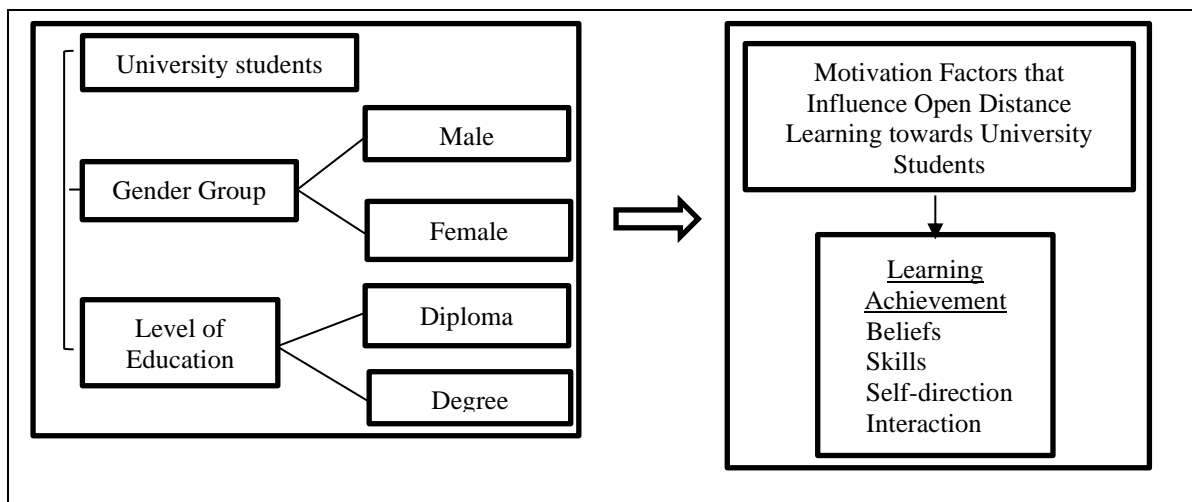 University students
Gender Group
Male
Female
Level of
Education
Diploma
Degree
Motivation Factors that
Influence Open Distance
Learning towards University
Students
Learning
Achievement
Beliefs
Skills
Self-direction
Interaction